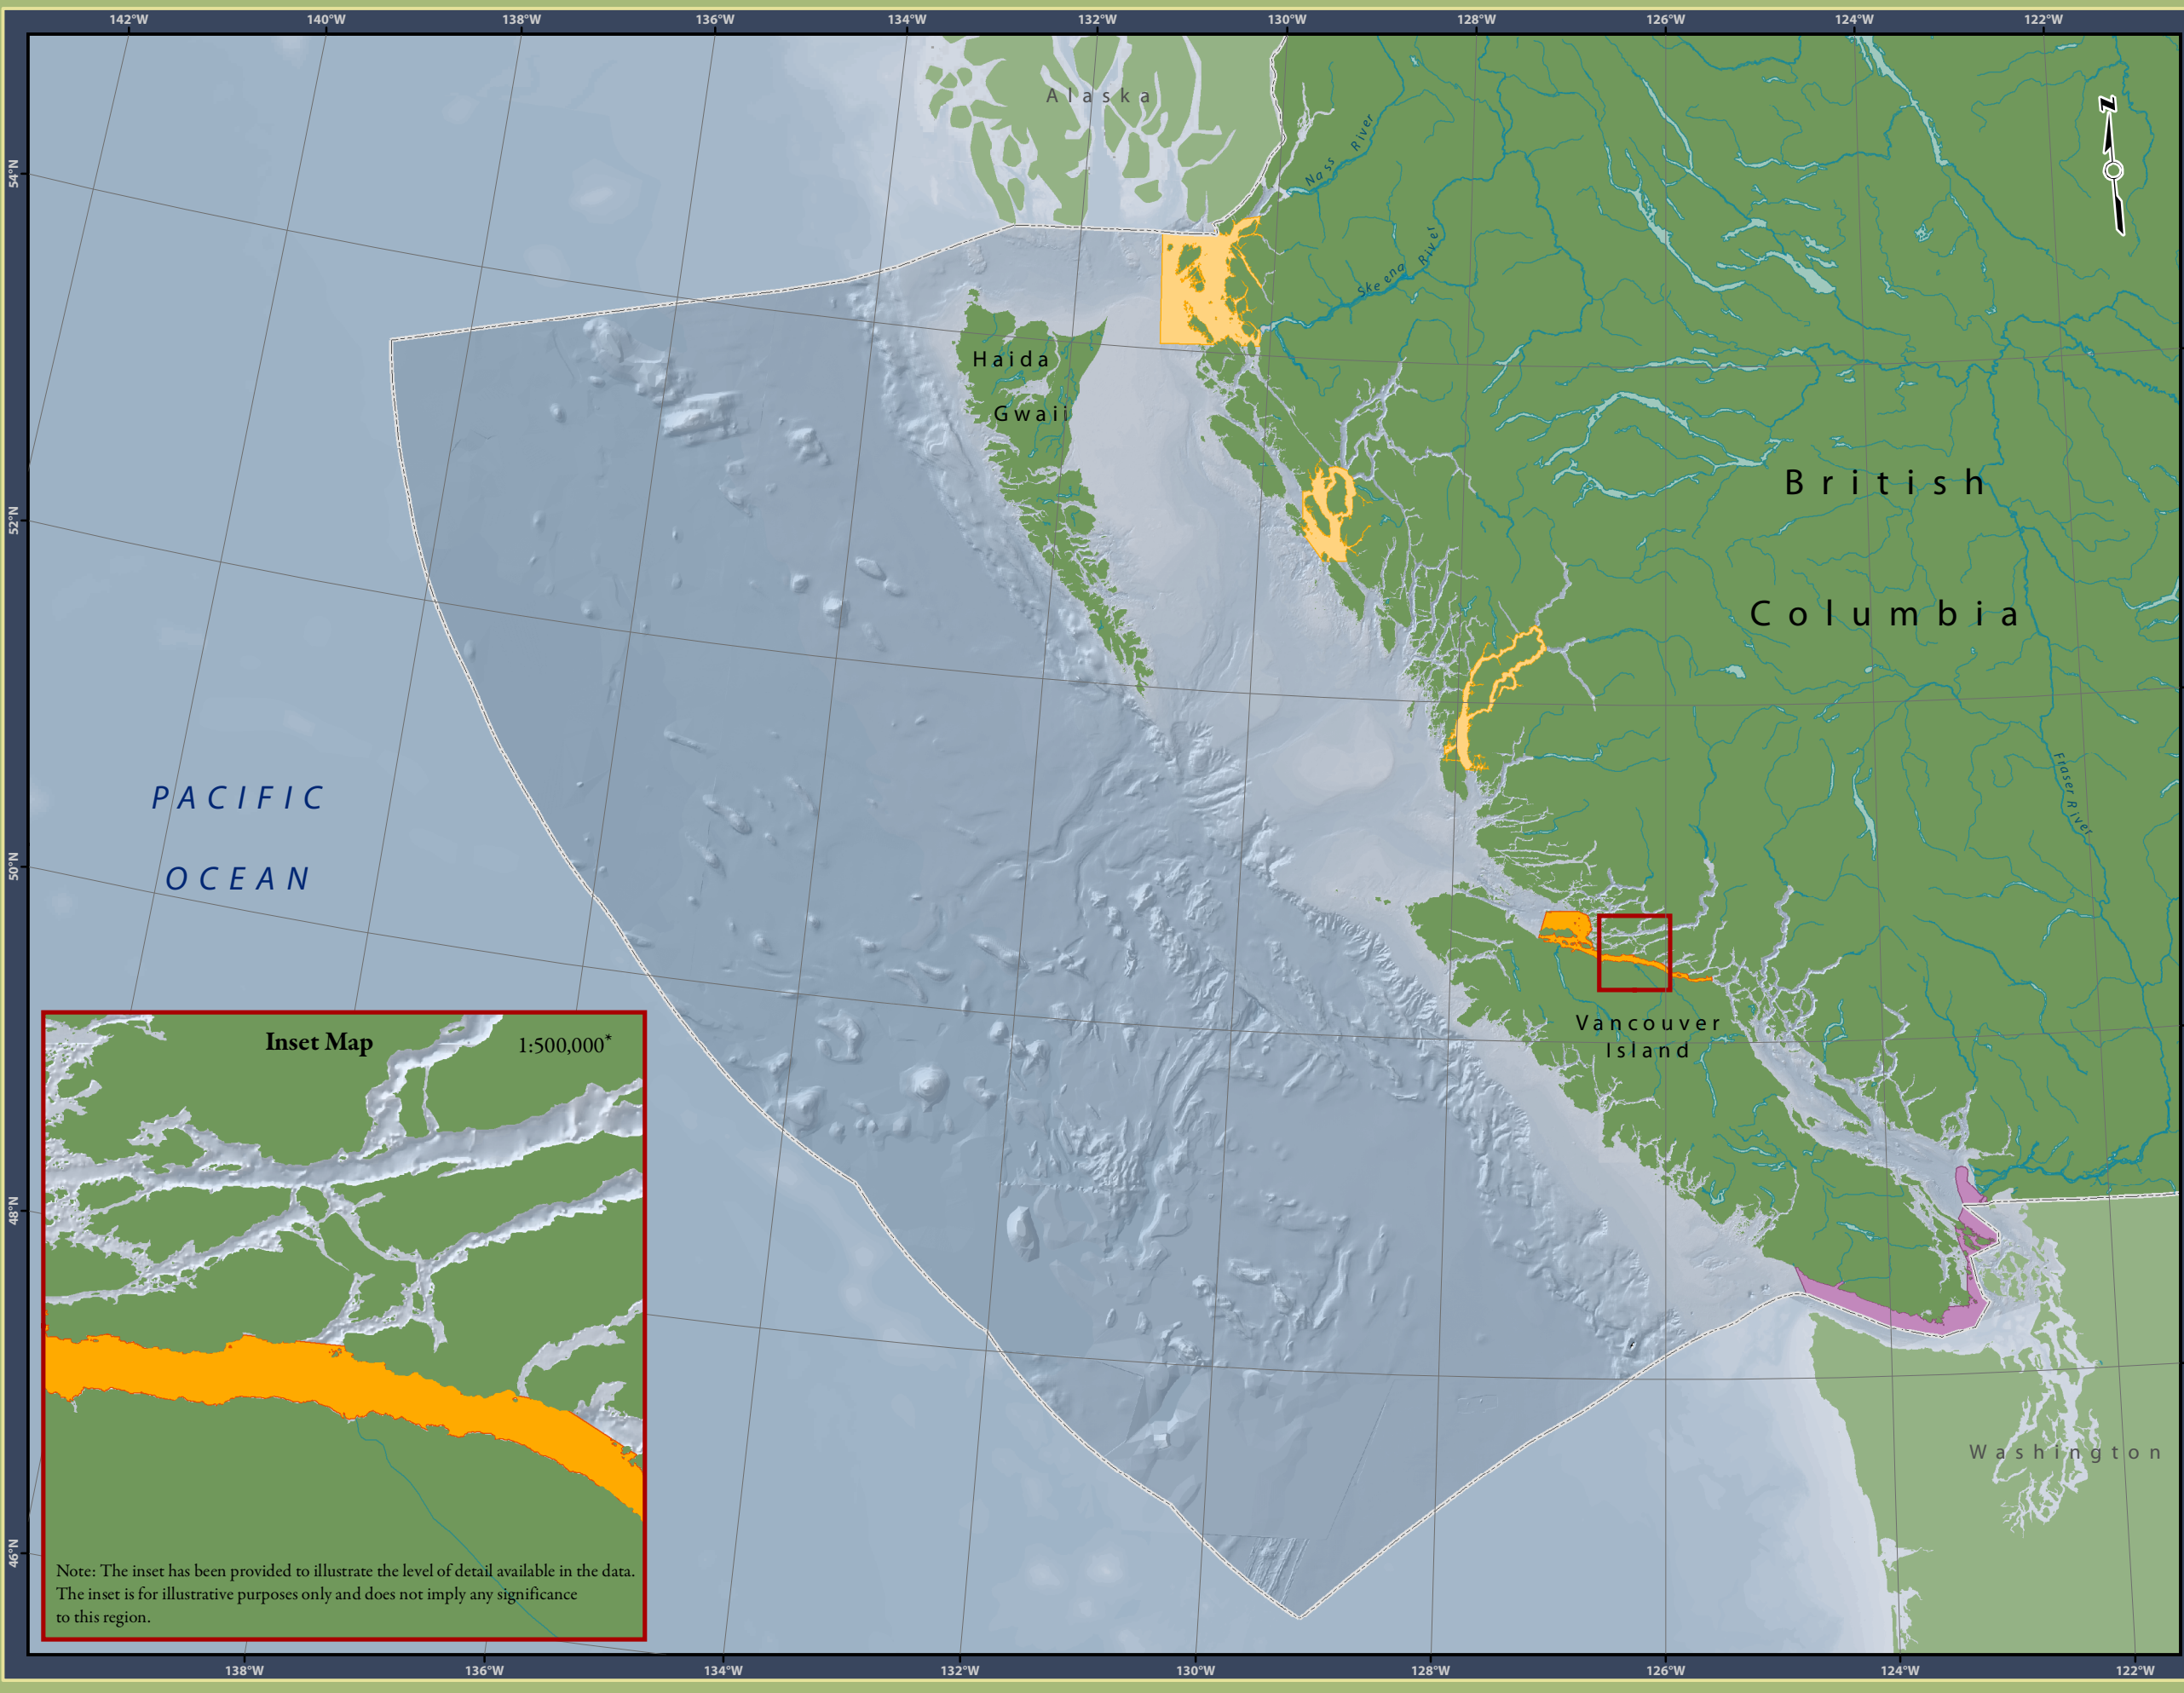 142°W 140°W 138°W 136°W 134°W 132°W 130°W 128°W 126°W 124°W 122°W
Alaska
N
Nass River
54°N
Skeena River
Haida
Gwaii
British
52°N
Columbia
Fraser River
PACIFIC
OCEAN
50°N
Vancouver
Island
Inset Map 1:500,000*
48°N
Washington
46°N
Note: The inset has been provided to illustrate the level of detail available in the data.
The inset is for illustrative purposes only and does not imply any significance
to this region.
138°W 136°W 134°W 132°W 130°W 128°W 126°W 124°W 122°W